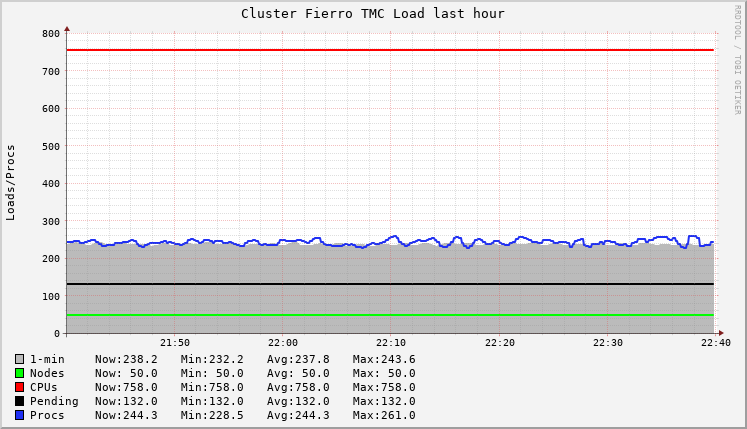 Cluster Fierro TMC Load last hour
RRDTOOL / TOBI OETIKER
Loads/Procs
800
700
600
500
400
300
200
100
0
21:50 22:00 22:10 22:20 22:30 22:40
1-min Now:238.2 Min:232.2 Avg:237.8 Max:243.6
Nodes Now: 50.0 Min: 50.0 Avg: 50.0 Max: 50.0
CPUs Now:758.0 Min:758.0 Avg:758.0 Max:758.0
Pending Now:132.0 Min:132.0 Avg:132.0 Max:132.0
Procs Now:244.3 Min:228.5 Avg:244.3 Max:261.0